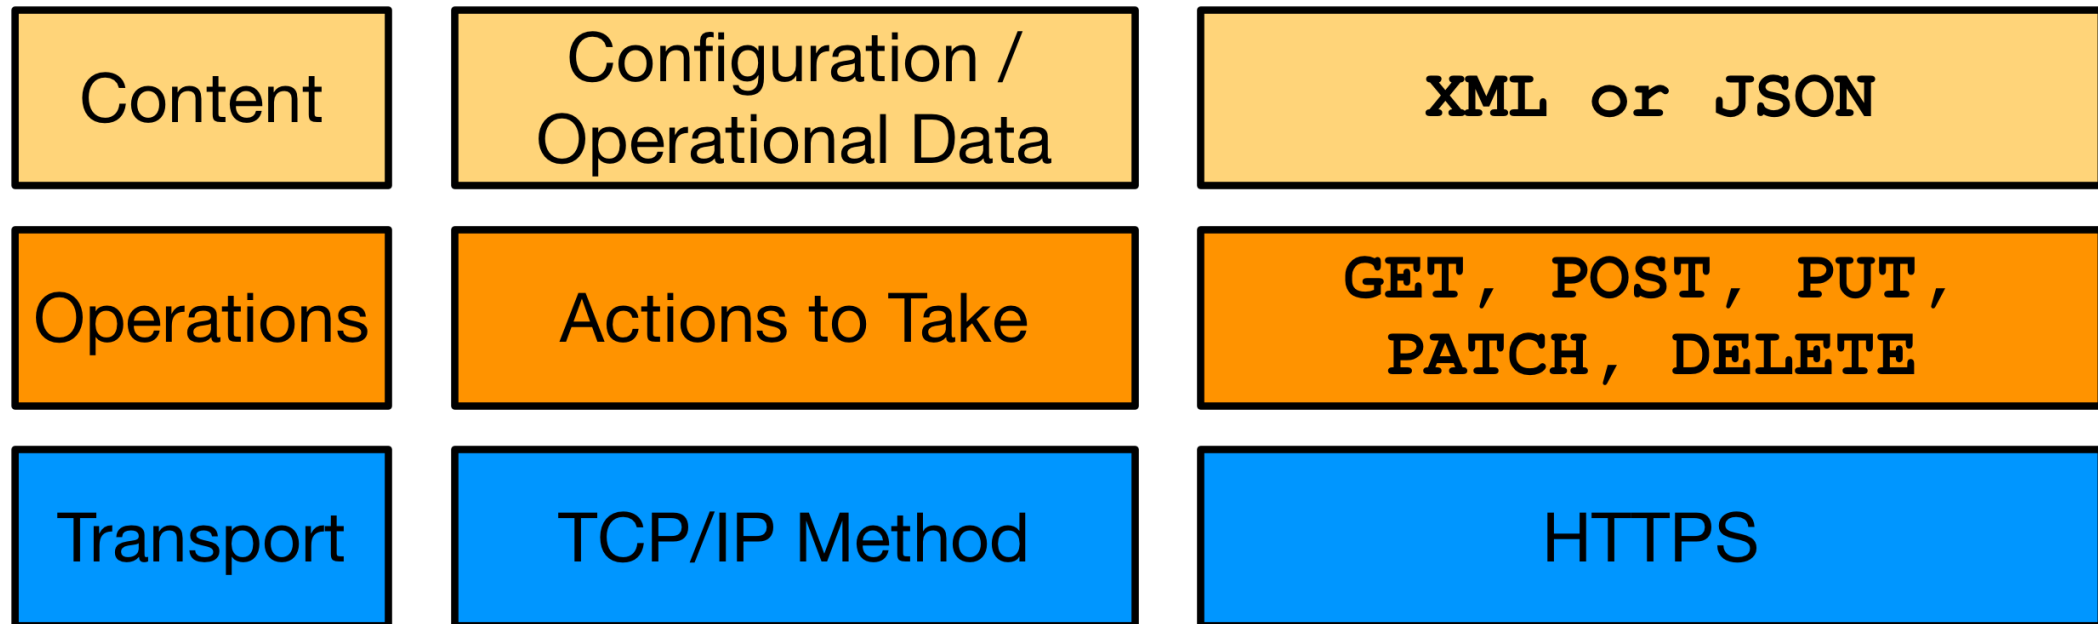 Content
Configuration /
Operational Data
XML or JSON
Operations
Actions to Take
GET, POST, PUT,
PATCH, DELETE
Transport
TCP/IP Method
HTTPS